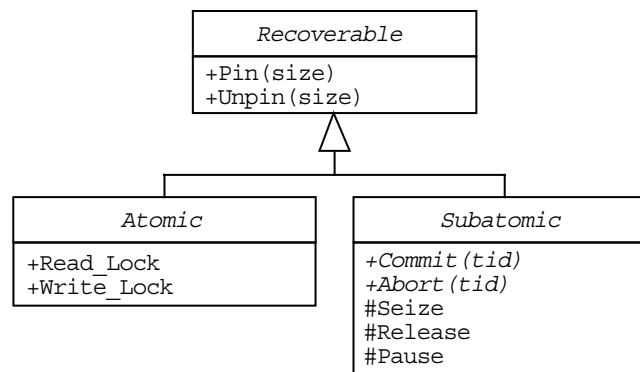 Recoverable
+Pin(size)
+Unpin(size)
Atomic
+Read_Lock
+Write_Lock
Subatomic
+Commit(tid)
+Abort(tid)
#Seize
#Release
#Pause